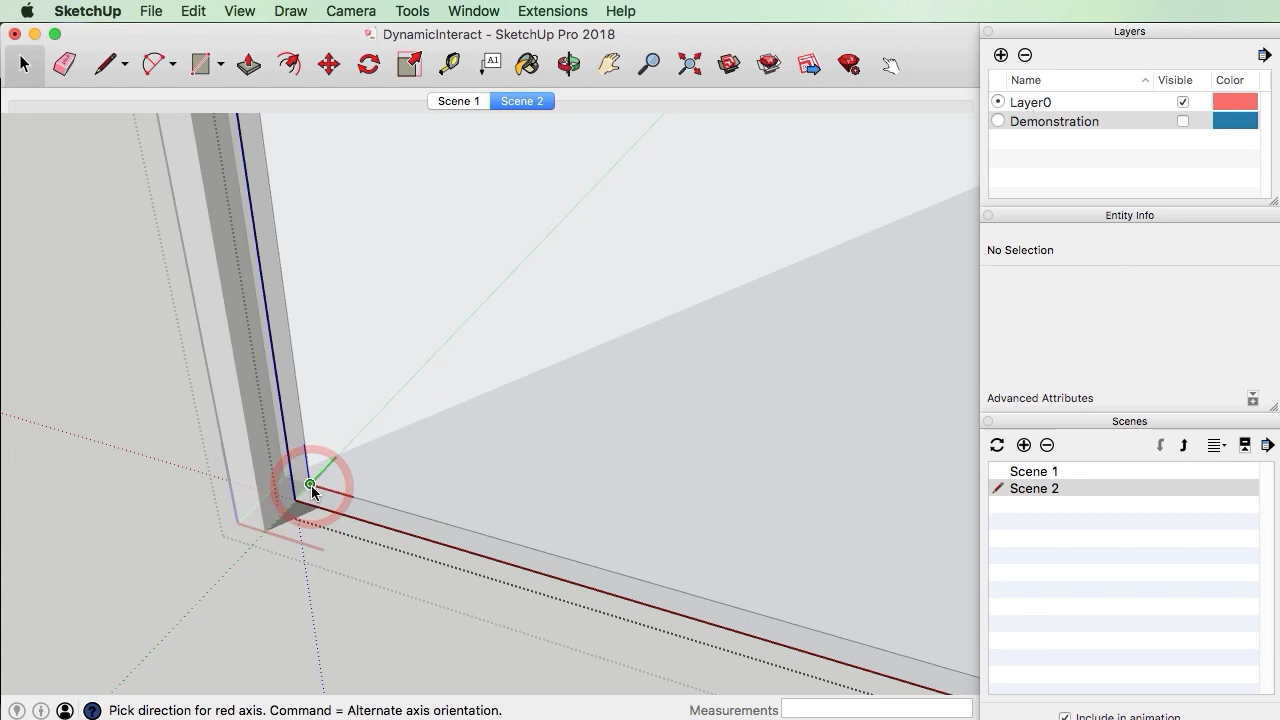 SketchUp File Edit View Draw Camera Tools Window Extensions Help
DynamicInteract - SketchUp Pro 2018
A1
Scene 1 Scene 2
Layers
Name Visible Color
Layer0
Demonstration
Entity Info
No Selection
Advanced Attributes
Scenes
Scene 1
Scene 2
Include in animation
Pick direction for red axis. Command = Alternate axis orientation.
Measurements